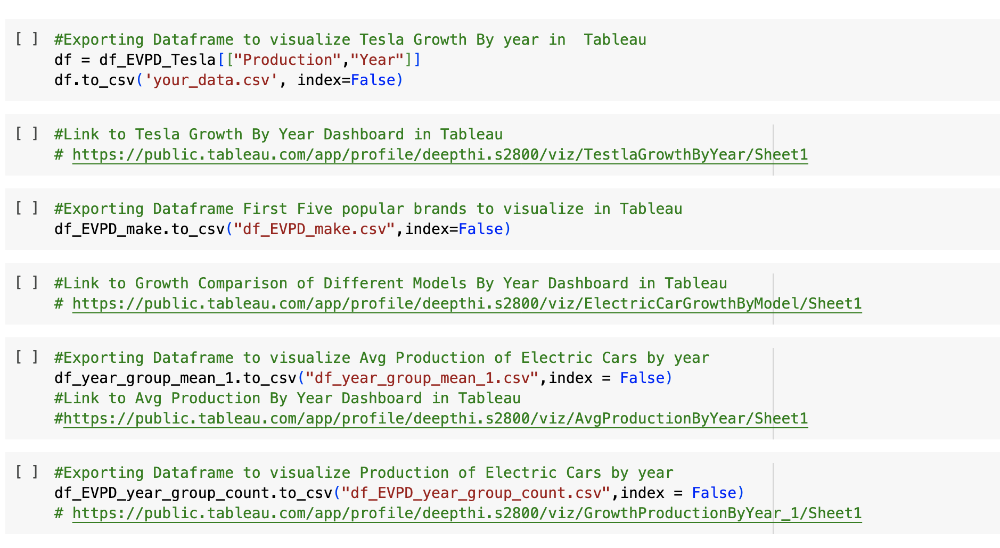 [ ] #Exporting Dataframe to visualize Tesla Growth By year in  Tableau
df = df_EVPD_Tesla[["Production","Year"]]
df.to_csv('your_data.csv', index=False)
[ ] #Link to Tesla Growth By Year Dashboard in Tableau
# https://public.tableau.com/app/profile/deepthi.s2800/viz/TestlaGrowthByYear/Sheet1
[ ] #Exporting Dataframe First Five popular brands to visualize in Tableau
df_EVPD_make.to_csv("df_EVPD_make.csv",index=False)
[ ] #Link to Growth Comparison of Different Models By Year Dashboard in Tableau
# https://public.tableau.com/app/profile/deepthi.s2800/viz/ElectricCarGrowthByModel/Sheet1
[ ] #Exporting Dataframe to visualize Avg Production of Electric Cars by year
df_year_group_mean_1.to_csv("df_year_group_mean_1.csv",index = False)
#Link to Avg Production By Year Dashboard in Tableau
#https://public.tableau.com/app/profile/deepthi.s2800/viz/AvgProductionByYear/Sheet1
[ ] #Exporting Dataframe to visualize Production of Electric Cars by year
df_EVPD_year_group_count.to_csv("df_EVPD_year_group_count.csv",index = False)
# https://public.tableau.com/app/profile/deepthi.s2800/viz/GrowthProductionByYear_1/Sheet1